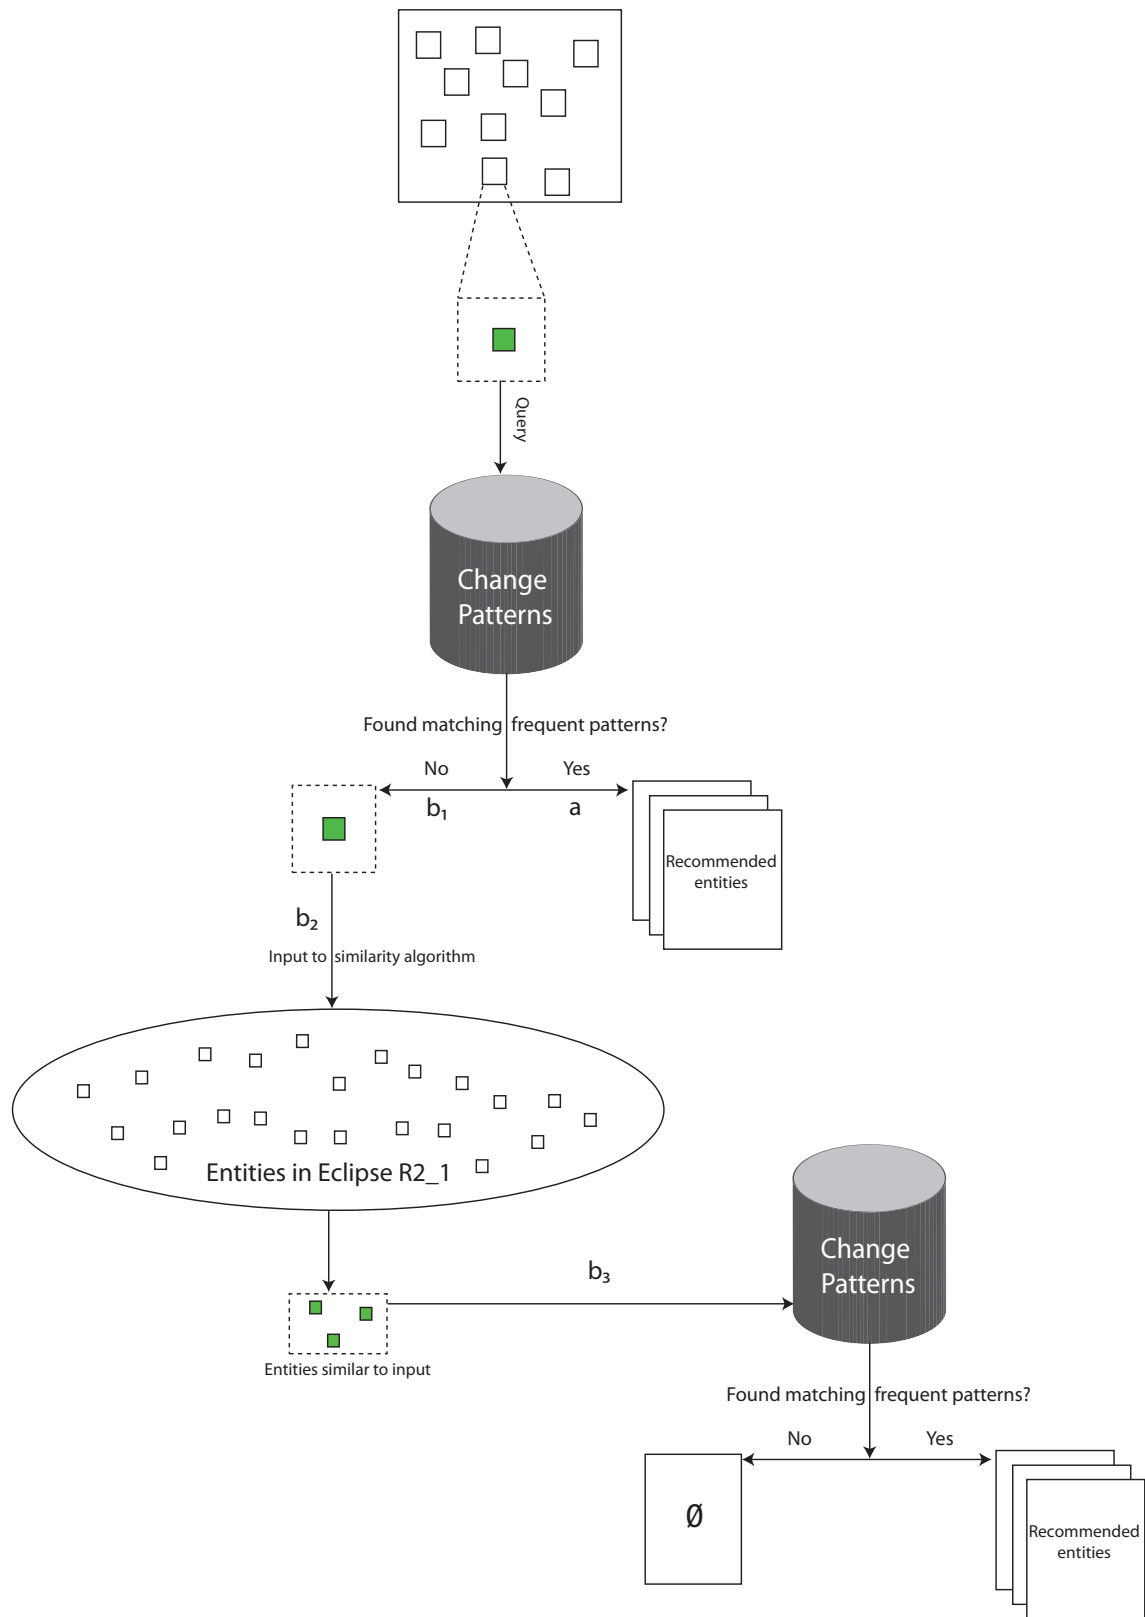 Query
Change
Patterns
Found matching frequent patterns?
No
Yes
b₁
a
Recommended
entities
b₂
Input to similarity algorithm
Entities in Eclipse R2_1
b₃
Change
Patterns
Entities similar to input
Found matching frequent patterns?
No
Yes
Ø
Recommended
entities